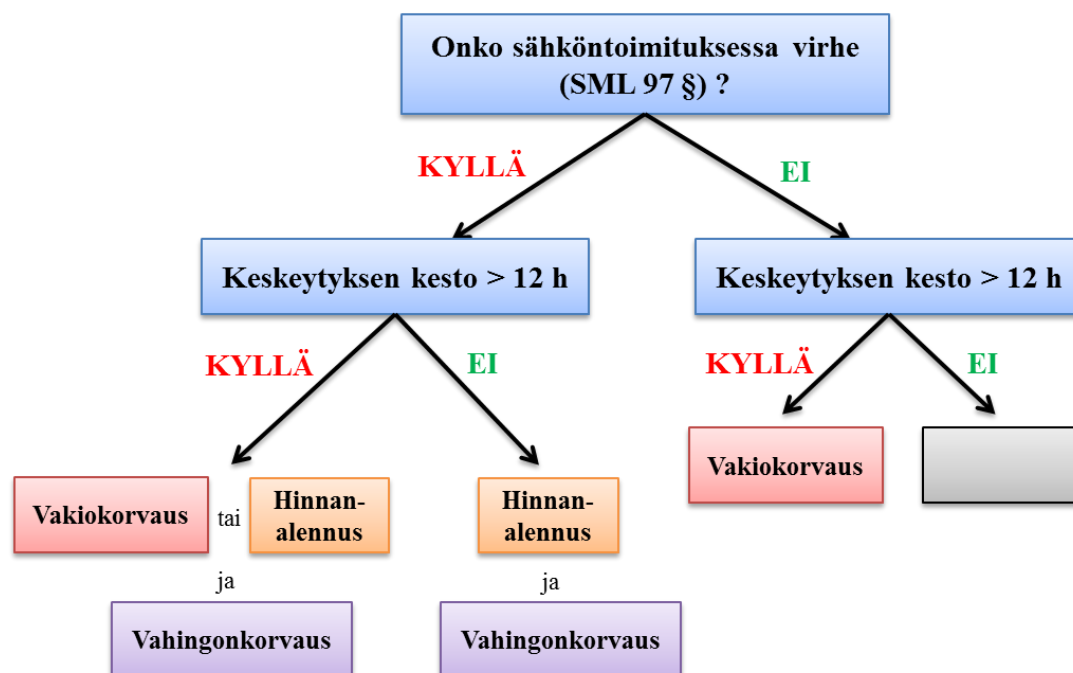 Onko sähköntoimituksessa virhe
(SML 97 §) ?
KYLLÄ
EI
Keskeytyksen kesto > 12 h
Keskeytyksen kesto > 12 h
KYLLÄ
EI
KYLLÄ
EI
Vakiokorvaus
tai
Hinnan-
alennus
Hinnan-
alennus
Vakiokorvaus
ja
ja
Vahingonkorvaus
Vahingonkorvaus